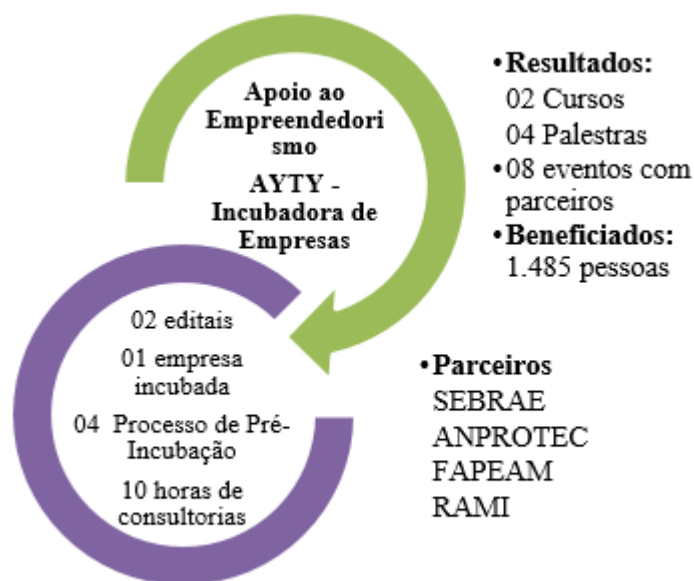 Apoio ao
Empreendedori
smo
AYTY -
Incubadora de
Empresas
•Resultados:
02 Cursos
04 Palestras
•08 eventos com
parceiros
•Beneficiados:
1.485 pessoas
02 editais
01 empresa
incubada
04 Processo de Pré-
Incubação
10 horas de
consultorias
•Parceiros
SEBRAE
ANPROTEC
FAPEAM
RAMI